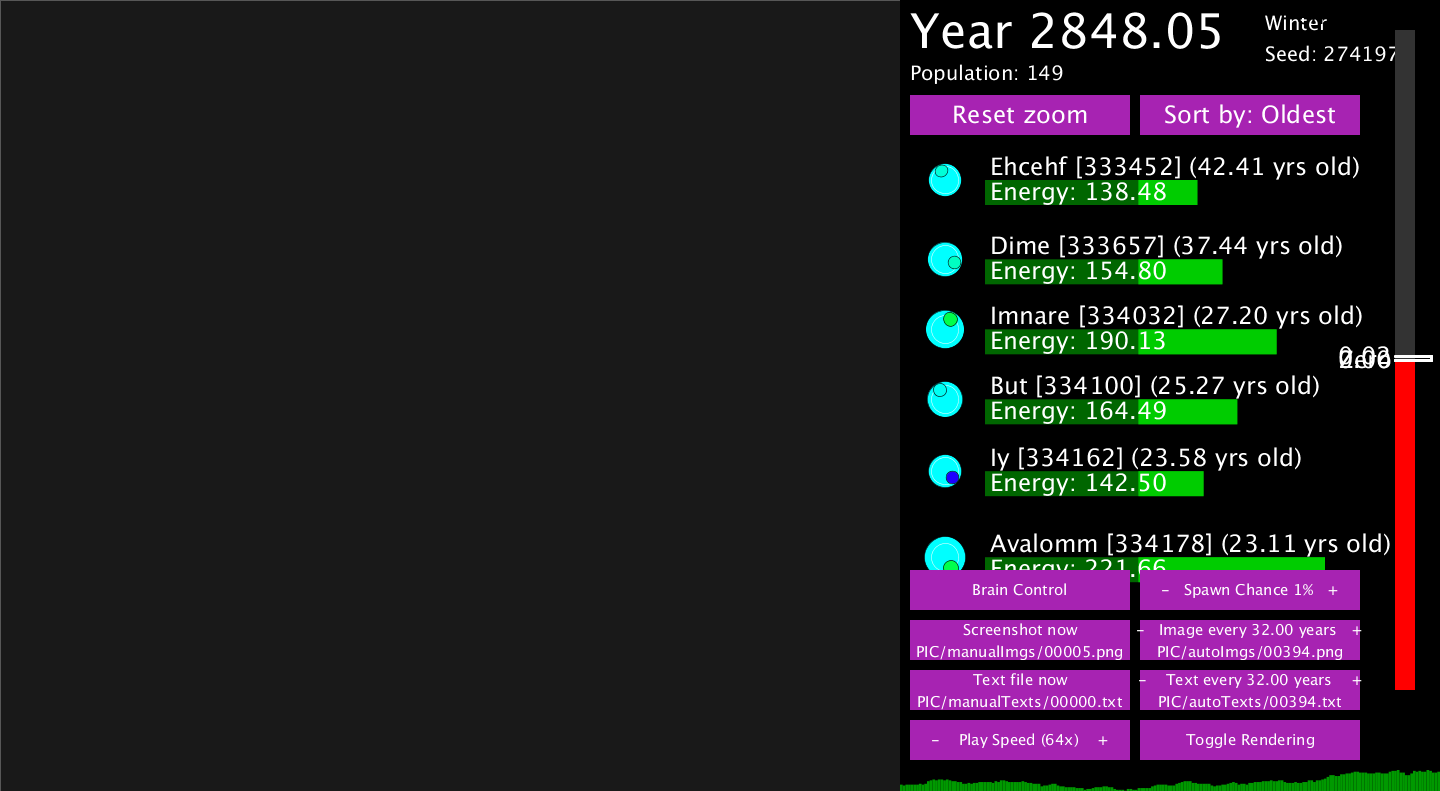 Year 2848.05
Winter
Seed: 274197
Population: 149
Reset zoom
Sort by: Oldest
Ehcehf [333452] (42.41 yrs old)
Energy: 138.48
Dime [333657] (37.44 yrs old)
Energy: 154.80
Imnare [334032] (27.20 yrs old)
Energy: 190.13
But [334100] (25.27 yrs old)
Energy: 164.49
Iy [334162] (23.58 yrs old)
Energy: 142.50
Avalomm [334178] (23.11 yrs old)
Energy: 221.66
Brain Control
- Spawn Chance 1% +
Screenshot now
PIC/manualImgs/00005.png
- Image every 32.00 years +
PIC/autoImgs/00394.png
Text file now
PIC/manualTexts/00000.txt
- Text every 32.00 years +
PIC/autoTexts/00394.txt
- Play Speed (64x) +
Toggle Rendering